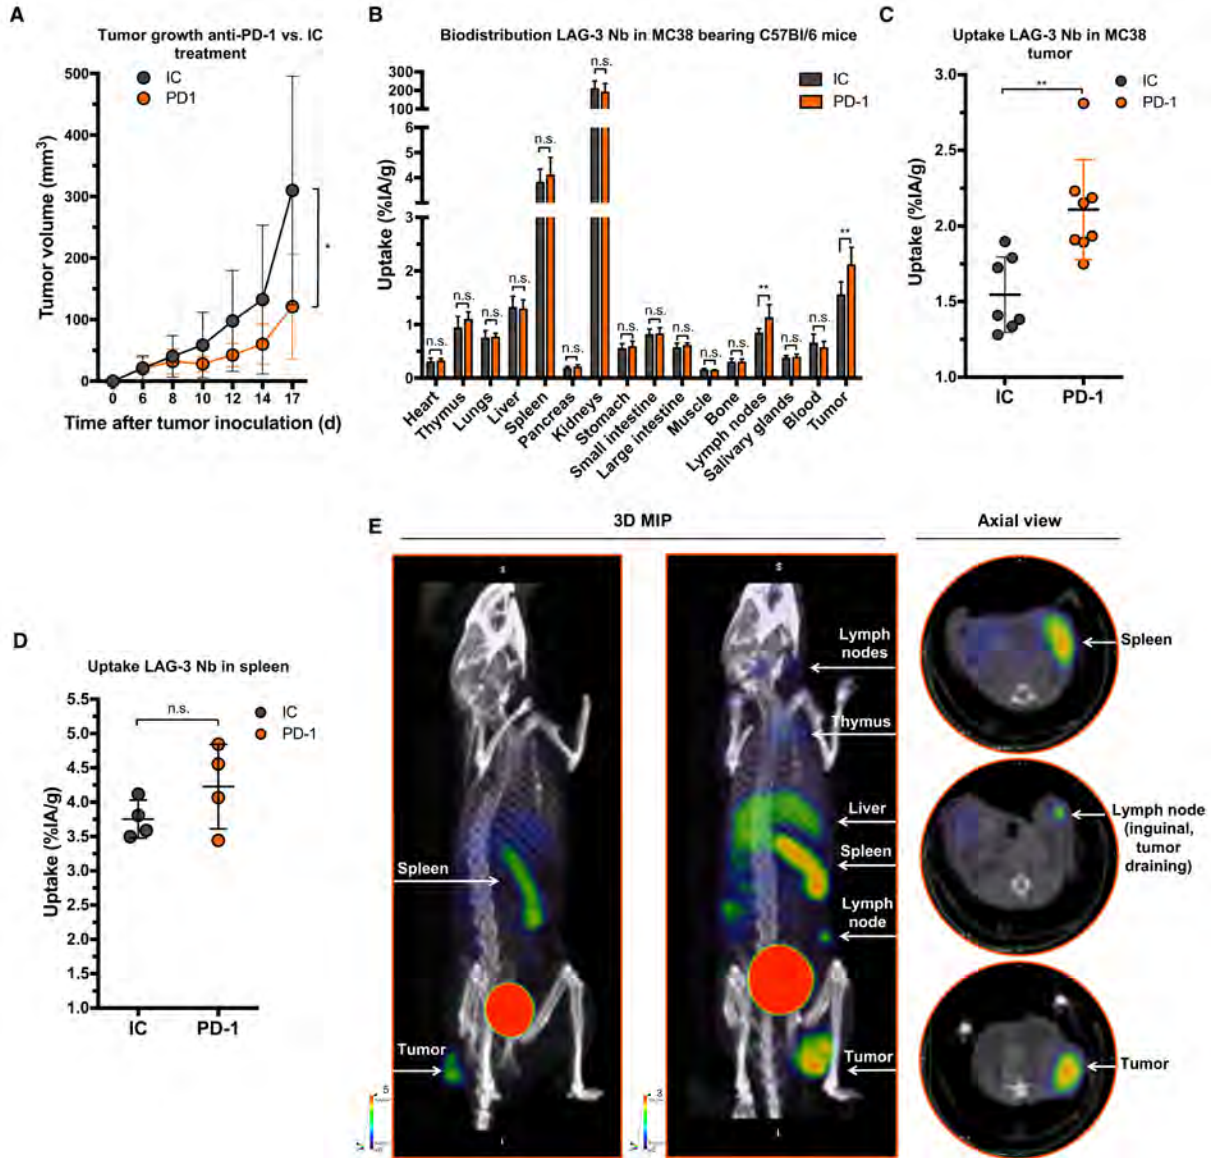 A
Tumor growth anti-PD-1 vs. IC
treatment
500
400
300
200
100
0
Tumor volume (mm3)
IC
PD1
*
0 6 8 10 12 14 17
Time after tumor inoculation (d)
B
Biodistribution LAG-3 Nb in MC38 bearing C57Bl/6 mice
IC
PD-1
Uptake (%IA/g)
300
200
100
6
4
2
3
2
1
0
n.s.
n.s.
n.s.
n.s.
n.s.
n.s.
n.s.
n.s.
n.s.
n.s.
n.s.
n.s.
**
n.s.
n.s.
**
Heart
Thymus
Lungs
Liver
Spleen
Pancreas
Kidneys
Stomach
Small intestine
Large intestine
Muscle
Bone
Lymph nodes
Salivary glands
Blood
Tumor
C
Uptake LAG-3 Nb in MC38
tumor
3.0
2.5
2.0
1.5
1.0
Uptake (%IA/g)
**
IC
PD-1
IC PD-1
D
Uptake LAG-3 Nb in spleen
5.5
5.0
4.5
4.0
3.5
3.0
2.5
2.0
1.5
1.0
Uptake (%IA/g)
n.s.
IC
PD-1
IC PD-1
E
3D MIP
Axial view
S
Spleen
Tumor
5
I
S
Lymph
nodes
Thymus
Liver
Spleen
Lymph
node
Tumor
3
Spleen
Lymph node
(inguinal,
tumor
draining)
Tumor